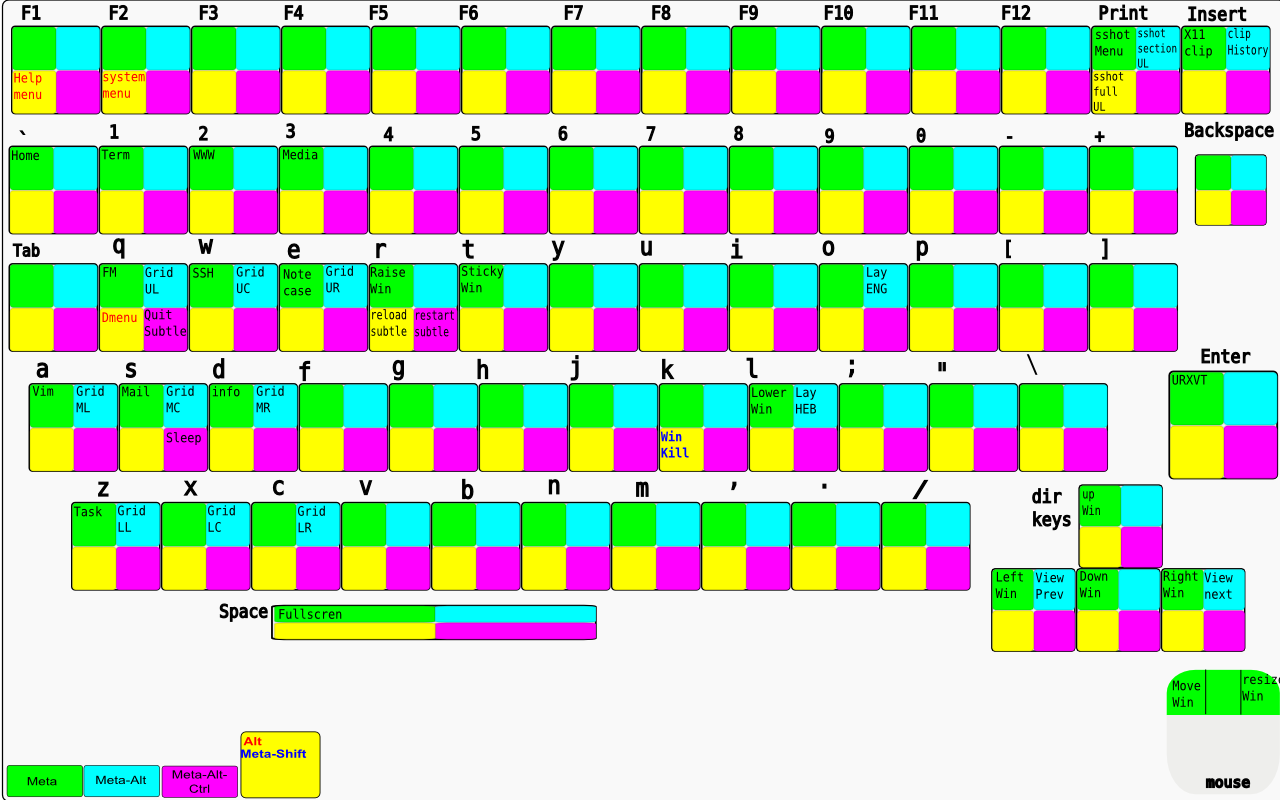 F1 F2 F3 F4 F5 F6 F7 F8 F9 F10 F11 F12 Print Insert
sshot sshot X11 clip
Menu section clip History
UL
Help system sshot
menu menu full
UL
` 1 2 3 4 5 6 7 8 9 0 - + Backspace
Home Term WWW Media
Tab q w e r t y u i o p [ ]
FM Grid SSH Grid Note Grid Raise Sticky Lay
UL UC case UR Win Win ENG
Dmenu Quit reload restart
Subtle subtle subtle
a s d f g h j k l ; " \ Enter
Vim Grid Mail Grid info Grid Lower Lay URXVT
ML MC MR Win HEB
Sleep Win
Kill
z x c v b n m , . / dir
keys
up
Win
Task Grid Grid Grid
LL LC LR
Left View Down Right View
Win Prev Win Win next
Space Fullscren
Move resize
Win Win
mouse
Alt
Meta-Shift
Meta Meta-Alt Meta-Alt-
Ctrl